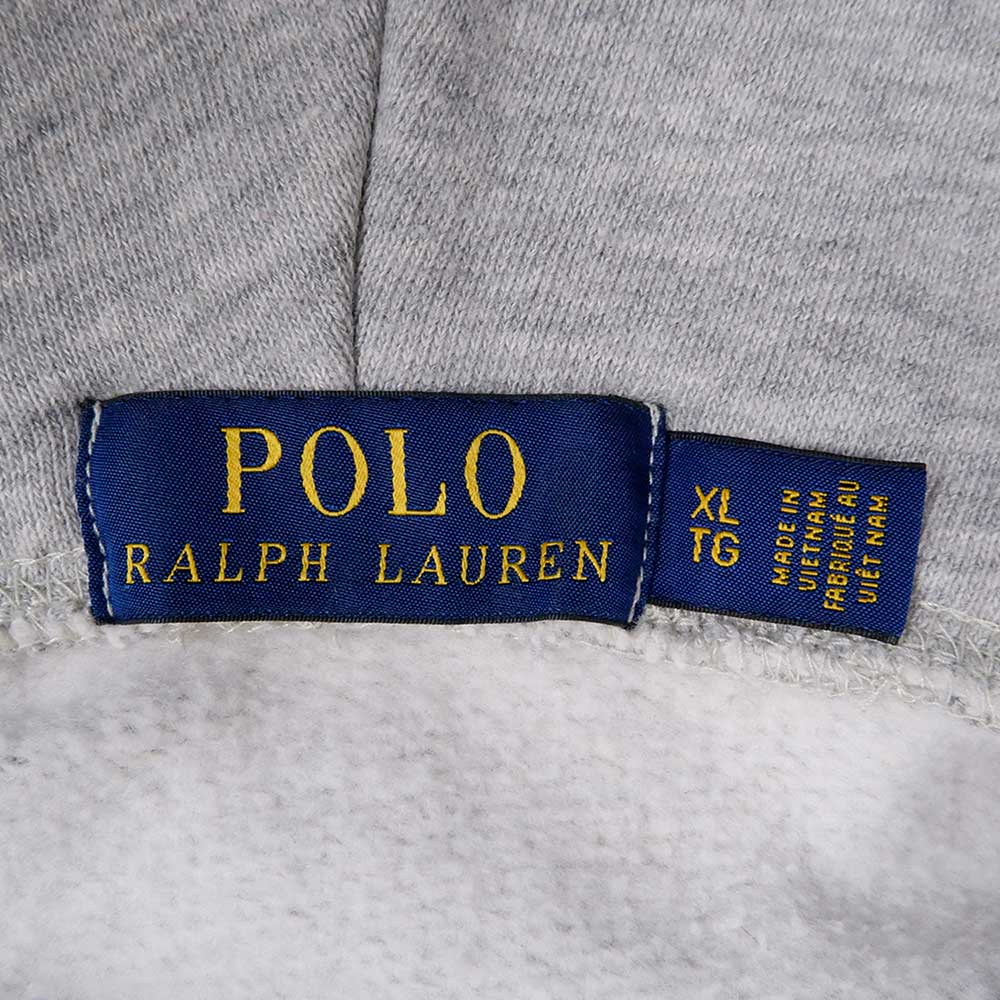 POLO
RALPH LAUREN
XL
TG
MADE IN
VIETNAM
FABRIQUÉ AU
VIÊT NAM